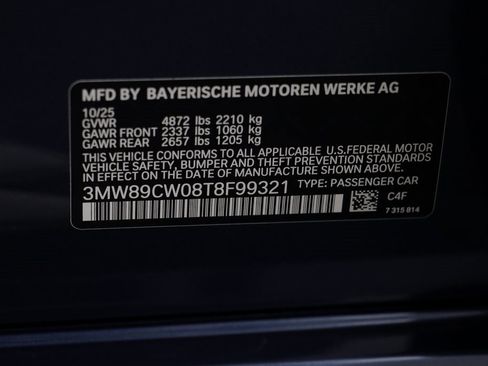 MFD BY BAYERISCHE MOTOREN WERKE AG
10/25
GVWR 4872 lbs 2210 kg
GAWR FRONT 2337 lbs 1060 kg
GAWR REAR 2657 lbs 1205 kg
THIS VEHICLE CONFORMS TO ALL APPLICABLE U.S.FEDERAL MOTOR
VEHICLE SAFETY, BUMPER AND THEFT PREVENTION STANDARDS
IN EFFECT ON THE DATE OF MANUFACTURE SHOWN ABOVE.
3MW89CW08T8F99321 TYPE: PASSENGER CAR
C4F
7 315 814